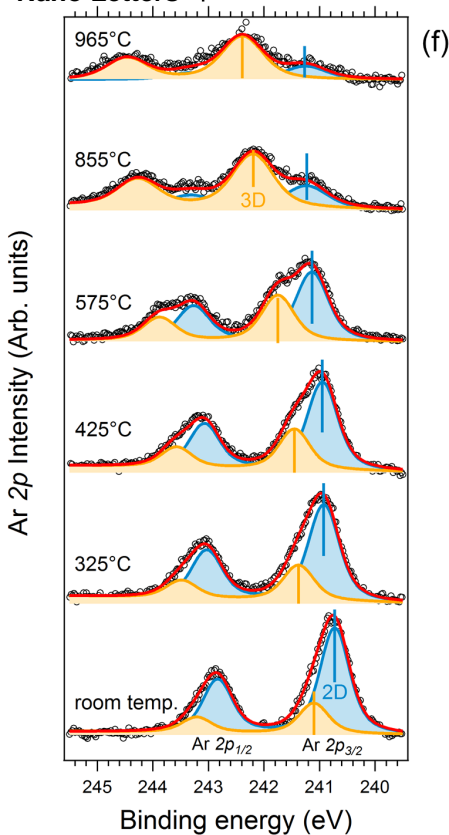 (f)
965°C
855°C
3D
575°C
425°C
325°C
room temp.
2D
Ar 2p1/2
Ar 2p3/2
245
244
243
242
241
240
Binding energy (eV)
Ar 2p Intensity (Arb. units)